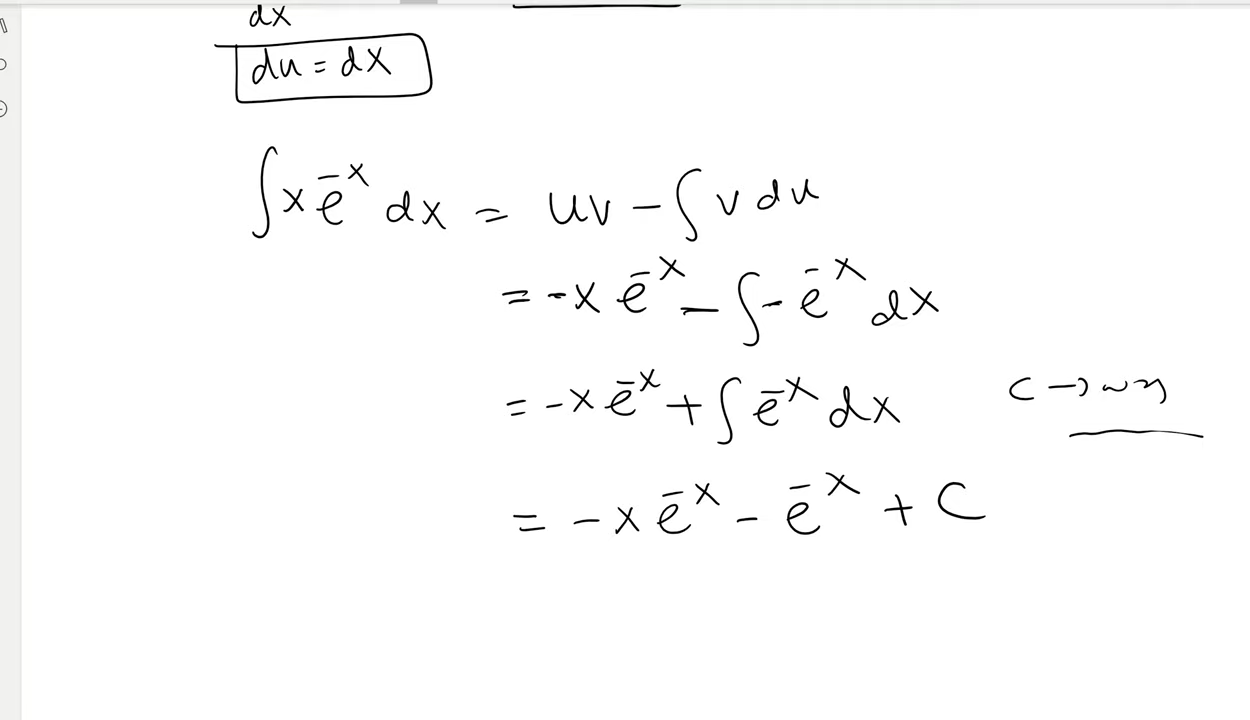 dx
du = dx
∫ x e⁻ˣ dx = uv - ∫ v du
= -x e⁻ˣ - ∫ - e⁻ˣ dx
= -x e⁻ˣ + ∫ e⁻ˣ dx
= -x e⁻ˣ - e⁻ˣ + C